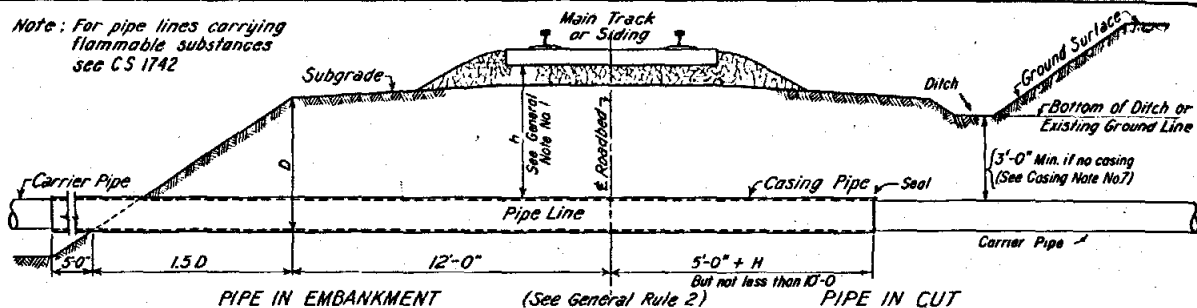 Note: For pipe lines carrying
flammable substances
see CS 1742
Main Track
or Siding
Subgrade
Ditch
Ground Surface
Bottom of Ditch or
Existing Ground Line
h
See General
Note No 1
℄ Roadbed
D
3'-0" Min. if no casing
(See Casing Note No.7)
Carrier Pipe
Casing Pipe
Seal
Pipe Line
Carrier Pipe
5'-0"
1.5 D
12'-0"
5'-0" + H
But not less than 10'-0
PIPE IN EMBANKMENT
(See General Rule 2)
PIPE IN CUT